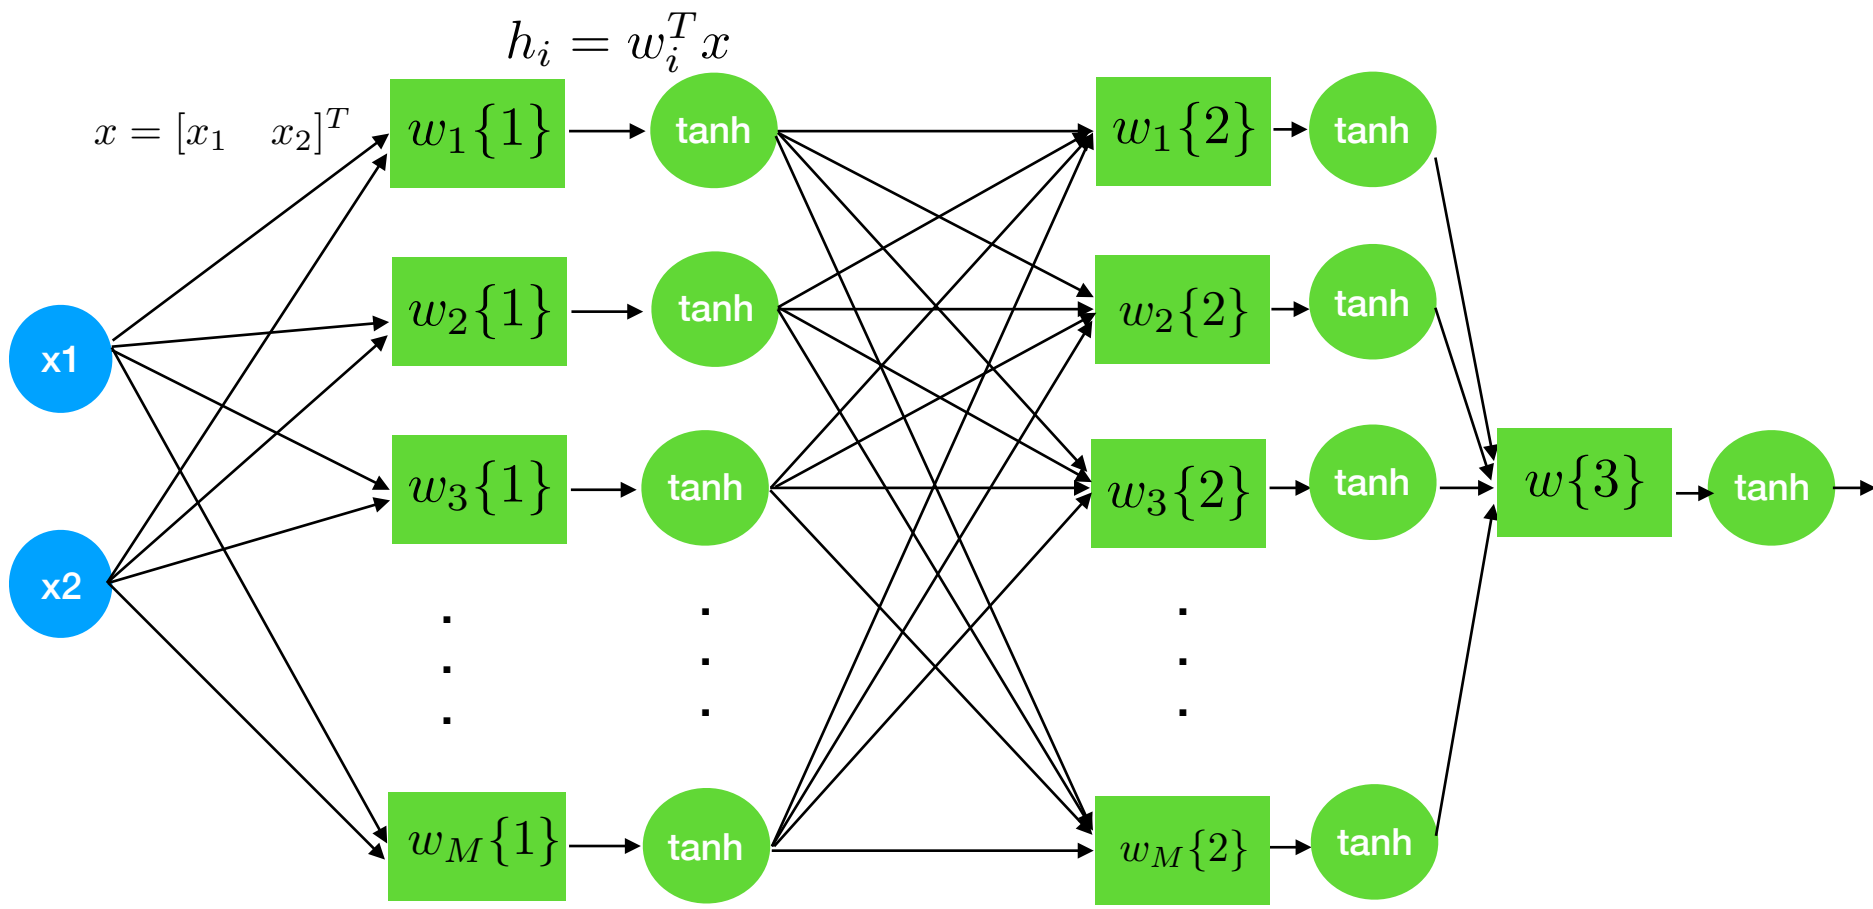 h_i = w_i^T x
x = [x_1 x_2]^T
w_1{1} tanh w_1{2} tanh
w_2{1} tanh w_2{2} tanh
x1
w_3{1} tanh w_3{2} tanh w{3} tanh
x2
.
.
.
.
.
.
.
.
.
w_M{1} tanh w_M{2} tanh